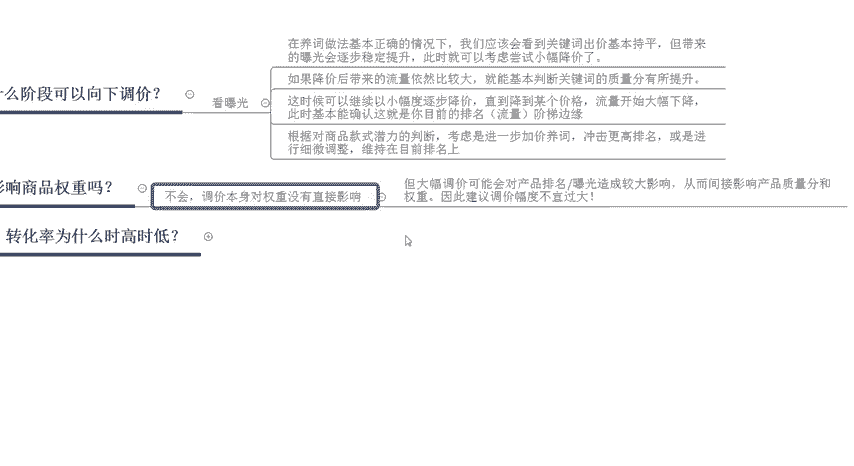 在养词做法基本正确的情况下，我们应该会看到关键词出价基本持平，但带来
的曝光会逐步稳定提升，此时就可以考虑尝试小幅降价了。
么阶段可以向下调价？
看曝光
如果降价后带来的流量依然比较大，就能基本判断关键词的质量分有所提升。
这时候可以继续以小幅度逐步降价，直到降到某个价格，流量开始大幅下降，
此时基本能确认这就是你目前的排名（流量）阶梯边缘
根据对商品款式潜力的判断，考虑是进一步加价养词，冲击更高排名，或是进
行细微调整，维持在目前排名上
影响商品权重吗？
不会，调价本身对权重没有直接影响
但大幅调价可能会对产品排名/曝光造成较大影响，从而间接影响产品质量分和
权重。因此建议调价幅度不宜过大！
转化率为什么时高时低？